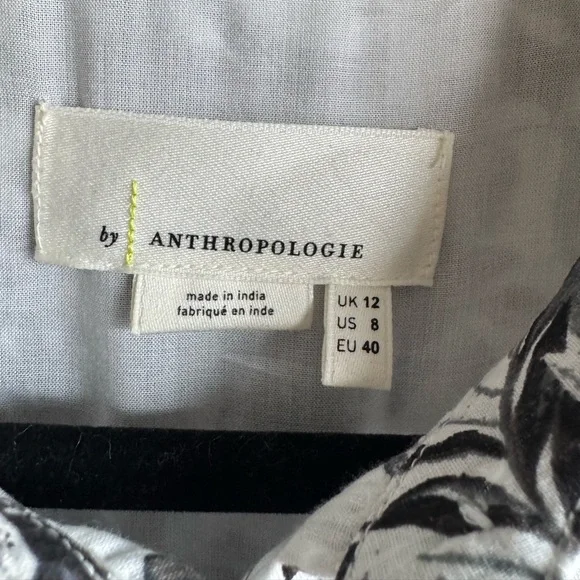 by ANTHROPOLOGIE
made in india
fabriqué en inde
UK 12
US 8
EU 40